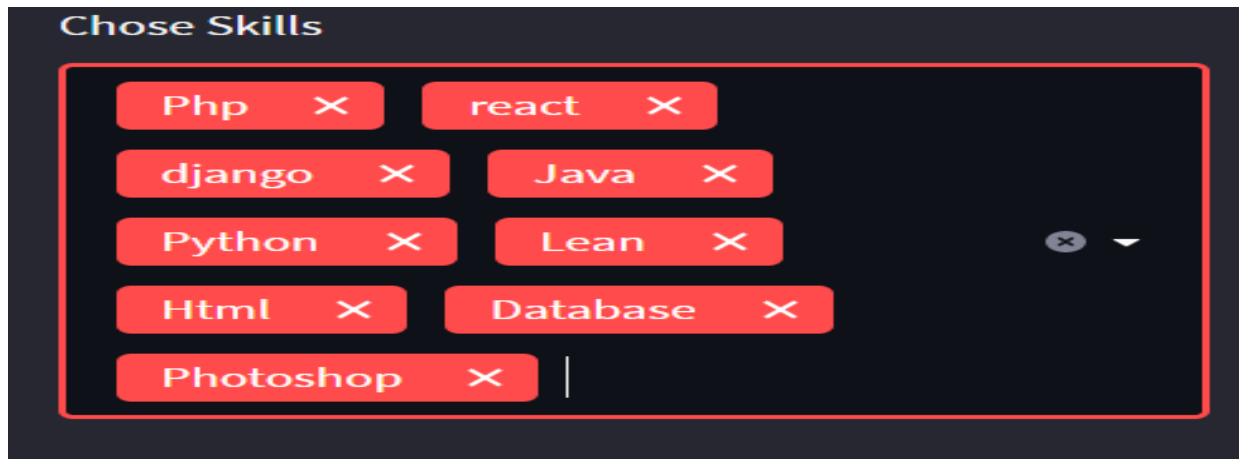 Chose Skills
Php react
django Java
Python Lean
Html Database
Photoshop